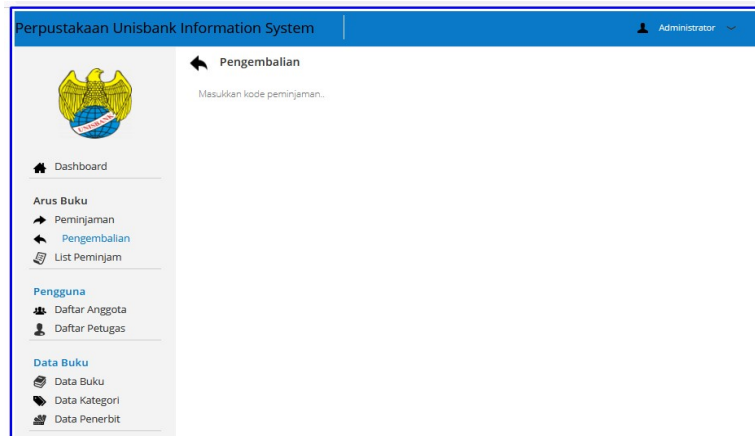 Perpustakaan Unisbank Information System
Administrator
UNISBANK
Dashboard
Arus Buku
Peminjaman
Pengembalian
List Peminjam
Pengguna
Daftar Anggota
Daftar Petugas
Data Buku
Data Buku
Data Kategori
Data Penerbit
Pengembalian
Masukkan kode peminjaman..